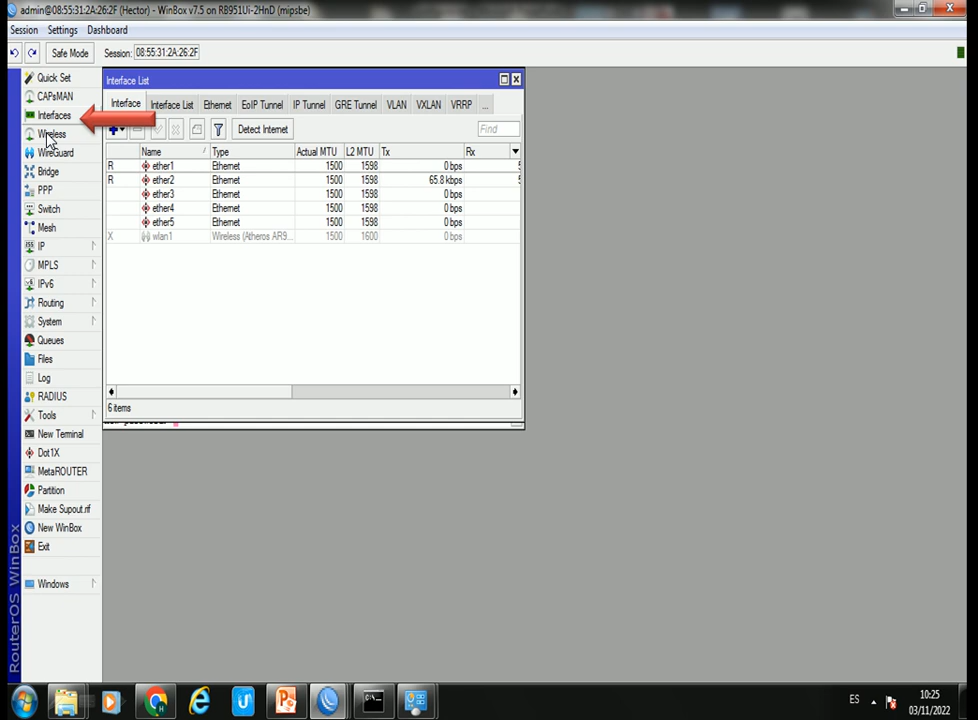 admin@08:55:31:2A:26:2F (Hector) - WinBox v7.5 on RB951Ui-2HnD (mipsbe)
Session Settings Dashboard
Safe Mode Session: 08:55:31:2A:26:2F
Quick Set
CAPsMAN
Interfaces
Wireless
WireGuard
Bridge
PPP
Switch
Mesh
IP
MPLS
IPv6
Routing
System
Queues
Files
Log
RADIUS
Tools
New Terminal
Dot1X
MetaROUTER
Partition
Make Supout.rif
New WinBox
Exit
Windows
RouterOS WinBox
Interface List
Interface Interface List Ethernet EoIP Tunnel IP Tunnel GRE Tunnel VLAN VXLAN VRRP ...
Detect Internet Find
Name Type Actual MTU L2 MTU Tx Rx
R ether1 Ethernet 1500 1598 0 bps
R ether2 Ethernet 1500 1598 65.8 kbps
ether3 Ethernet 1500 1598 0 bps
ether4 Ethernet 1500 1598 0 bps
ether5 Ethernet 1500 1598 0 bps
X wlan1 Wireless (Atheros AR9... 1500 1600 0 bps
6 items
ES 10:25
03/11/2022